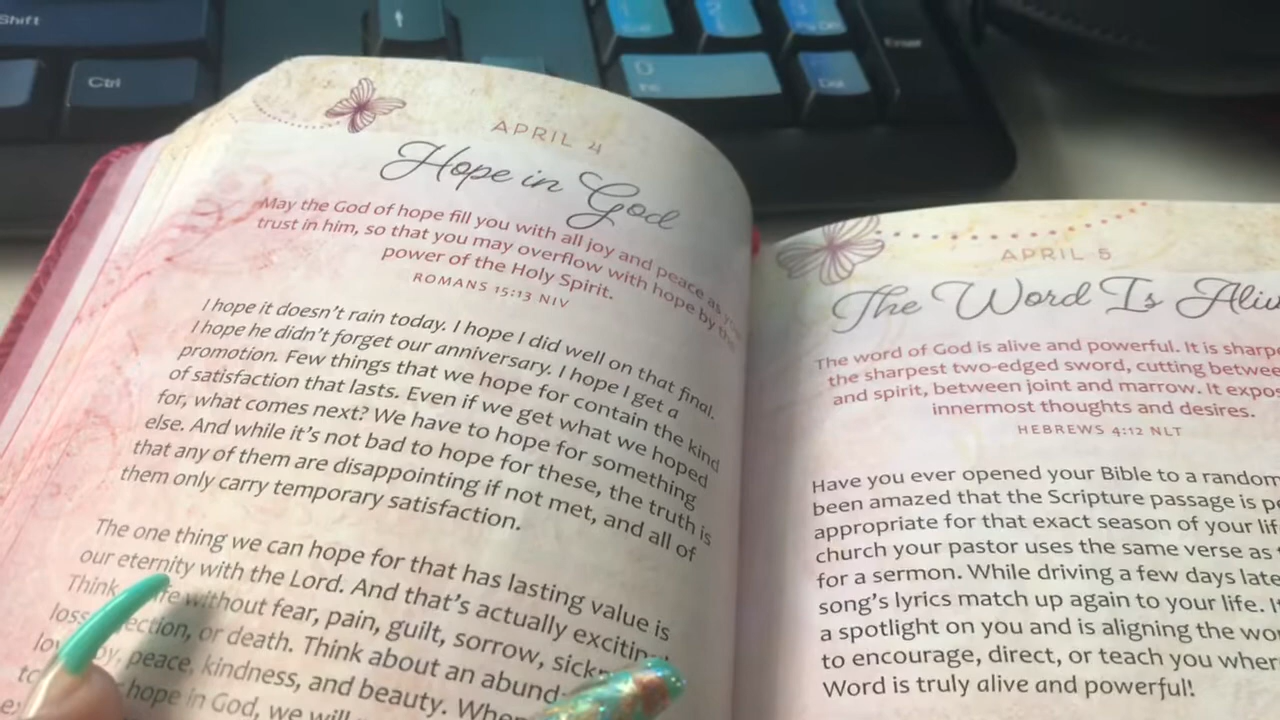 Shift
Ctrl
Enter
0
Ins
Del
APRIL 4
Hope in God
May the God of hope fill you with all joy and peace as you
trust in him, so that you may overflow with hope by the
power of the Holy Spirit.
ROMANS 15:13 NIV
I hope it doesn't rain today. I hope I did well on that final.
I hope he didn't forget our anniversary. I hope I get a
promotion. Few things that we hope for contain the kind
of satisfaction that lasts. Even if we get what we hoped
for, what comes next? We have to hope for something
else. And while it's not bad to hope for these, the truth is
that any of them are disappointing if not met, and all of
them only carry temporary satisfaction.
The one thing we can hope for that has lasting value is
our eternity with the Lord. And that's actually exciting
Think without fear, pain, guilt, sorrow,
or death. Think about an
peace, kindness, and beauty.
hope in God, we will
APRIL 5
The Word Is
The word of God is alive and powerful. It is
the sharpest two-edged sword, cutting between
and spirit, between joint and marrow. It
innermost thoughts and desires.
HEBREWS 4:12 NLT
Have you ever opened your Bible to a random
been amazed that the Scripture passage is
appropriate for that exact season of your
church your pastor uses the same verse as
for a sermon. While driving a few days
song's lyrics match up again to your life.
a spotlight on you and is aligning the
to encourage, direct, or teach you
Word is truly alive and powerful!